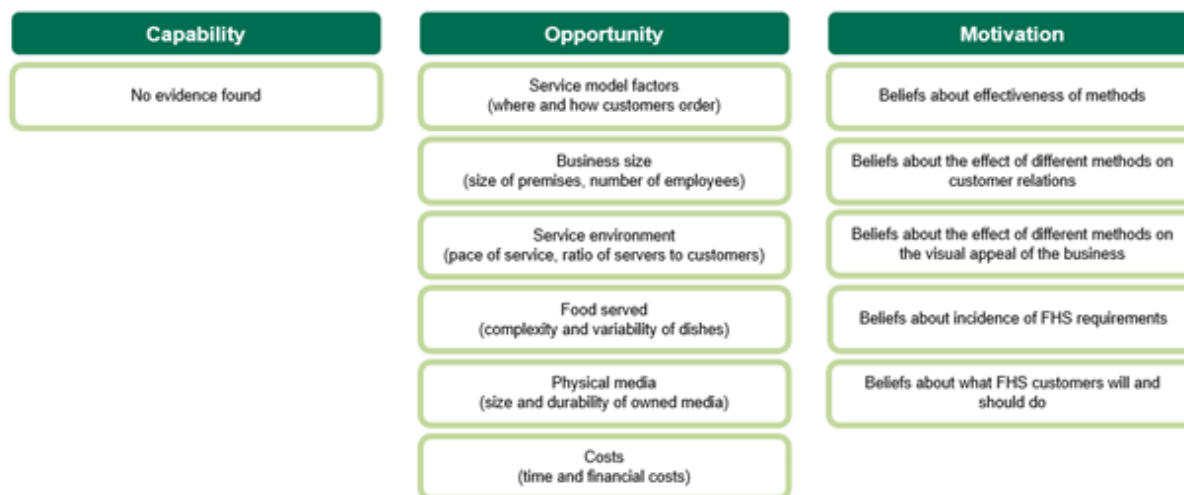 Capability
No evidence found
Opportunity
Service model factors
(where and how customers order)
Business size
(size of premises, number of employees)
Service environment
(pace of service, ratio of servers to customers)
Food served
(complexity and variability of dishes)
Physical media
(size and durability of owned media)
Costs
(time and financial costs)
Motivation
Beliefs about effectiveness of methods
Beliefs about the effect of different methods on
customer relations
Beliefs about the effect of different methods on
the visual appeal of the business
Beliefs about incidence of FHS requirements
Beliefs about what FHS customers will and
should do